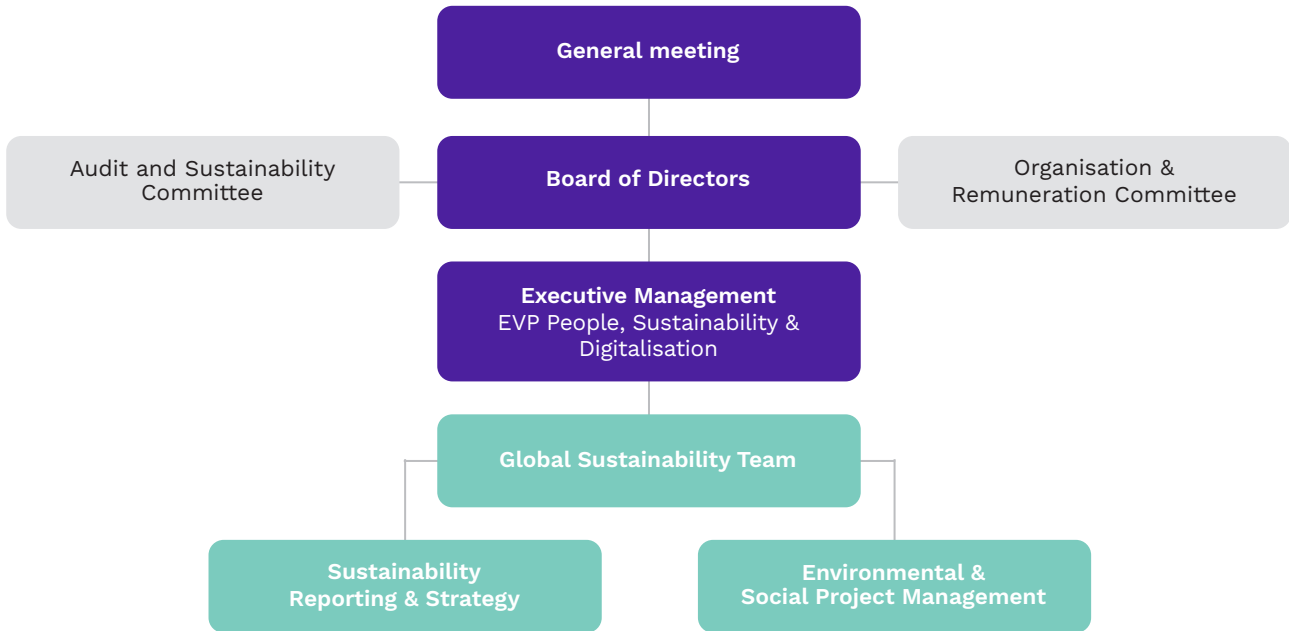 General meeting
Audit and Sustainability
Committee
Board of Directors
Organisation &
Remuneration Committee
Executive Management
EVP People, Sustainability &
Digitalisation
Global Sustainability Team
Sustainability
Reporting & Strategy
Environmental &
Social Project Management